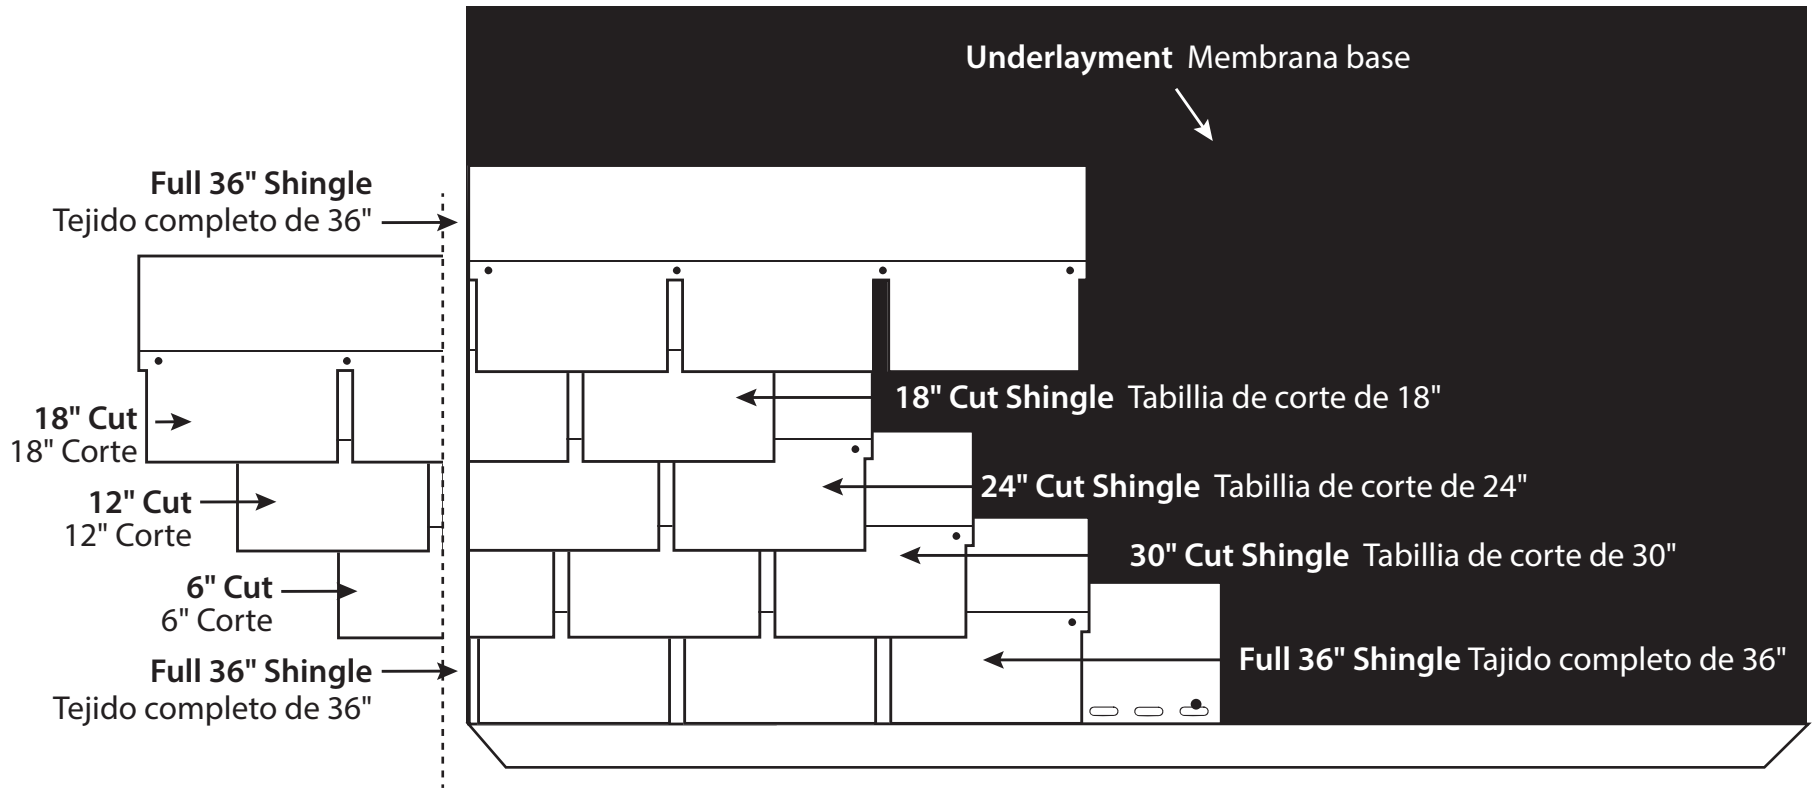 Underlayment Membrana base
Full 36" Shingle
Tejido completo de 36"
18" Cut Shingle Tabillia de corte de 18"
18" Cut
18" Corte
24" Cut Shingle Tabillia de corte de 24"
12" Cut
12" Corte
30" Cut Shingle Tabillia de corte de 30"
6" Cut
6" Corte
Full 36" Shingle Tajido completo de 36"
Full 36" Shingle
Tejido completo de 36"